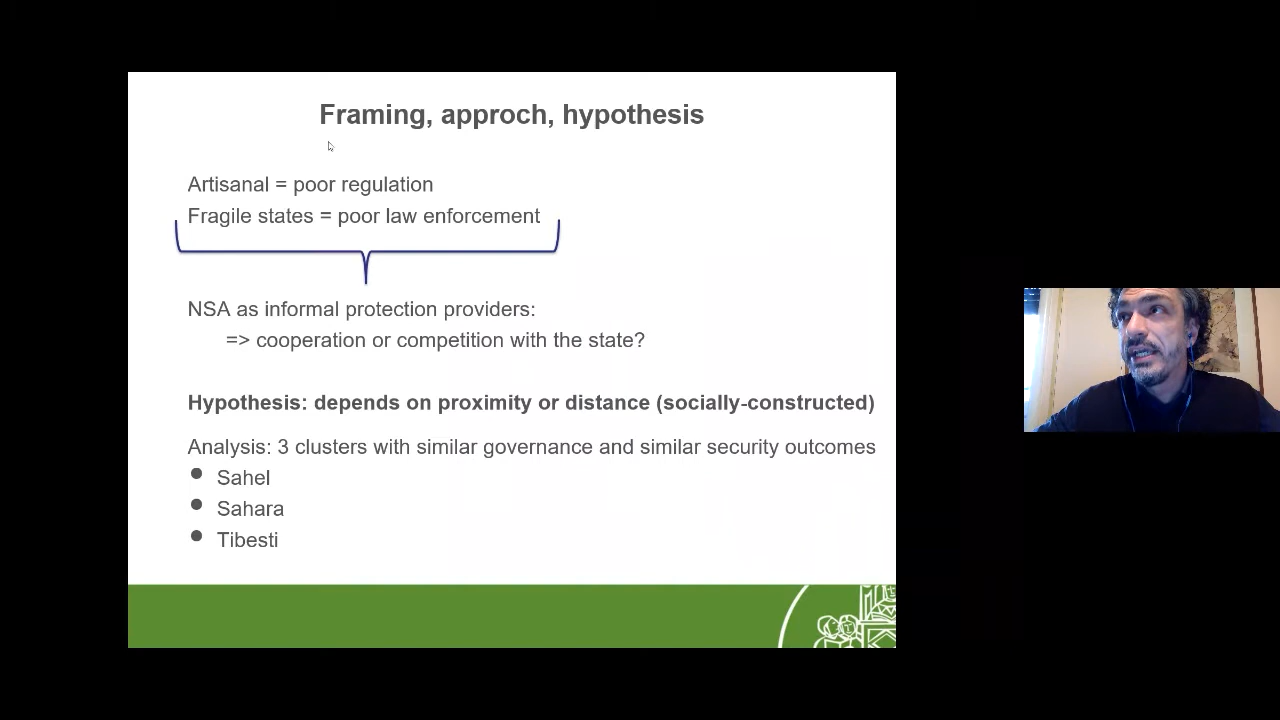 Framing, approch, hypothesis
Artisanal = poor regulation
Fragile states = poor law enforcement
NSA as informal protection providers:
=> cooperation or competition with the state?
Hypothesis: depends on proximity or distance (socially-constructed)
Analysis: 3 clusters with similar governance and similar security outcomes
● Sahel
● Sahara
● Tibesti